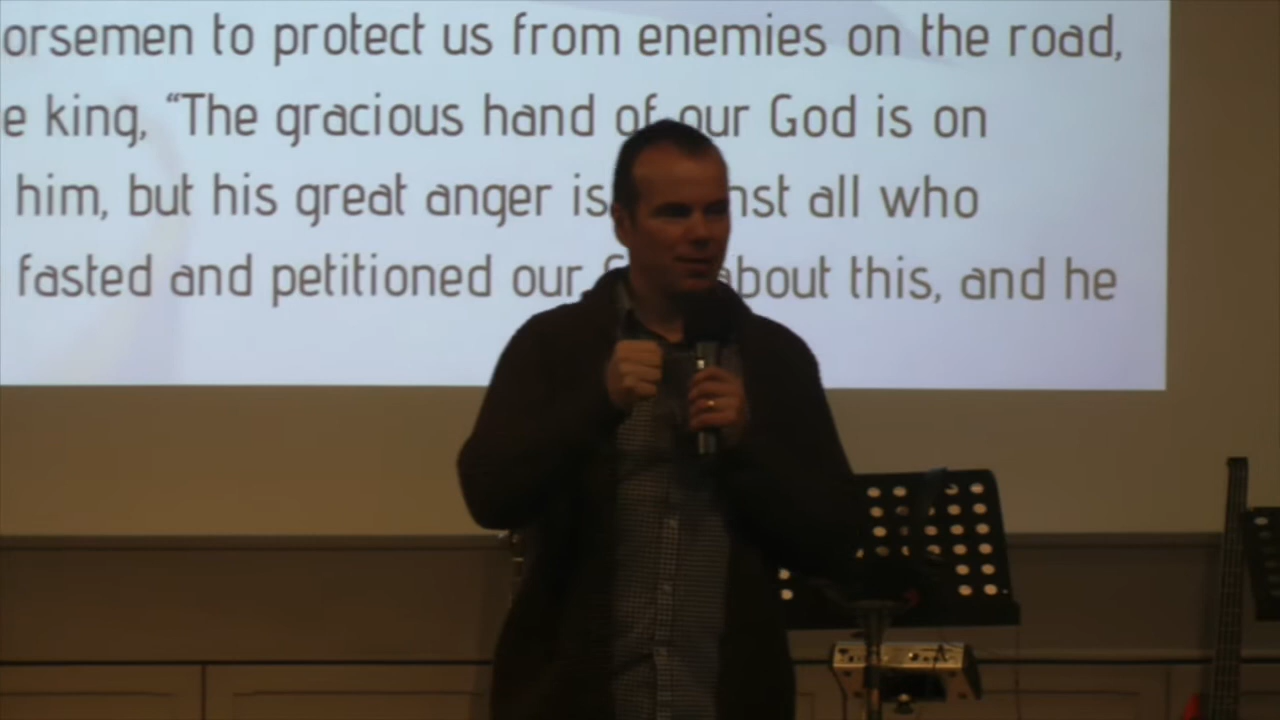 orsemen to protect us from enemies on the road,
e king, “The gracious hand of our God is on
him, but his great anger is nst all who
fasted and petitioned our bout this, and he